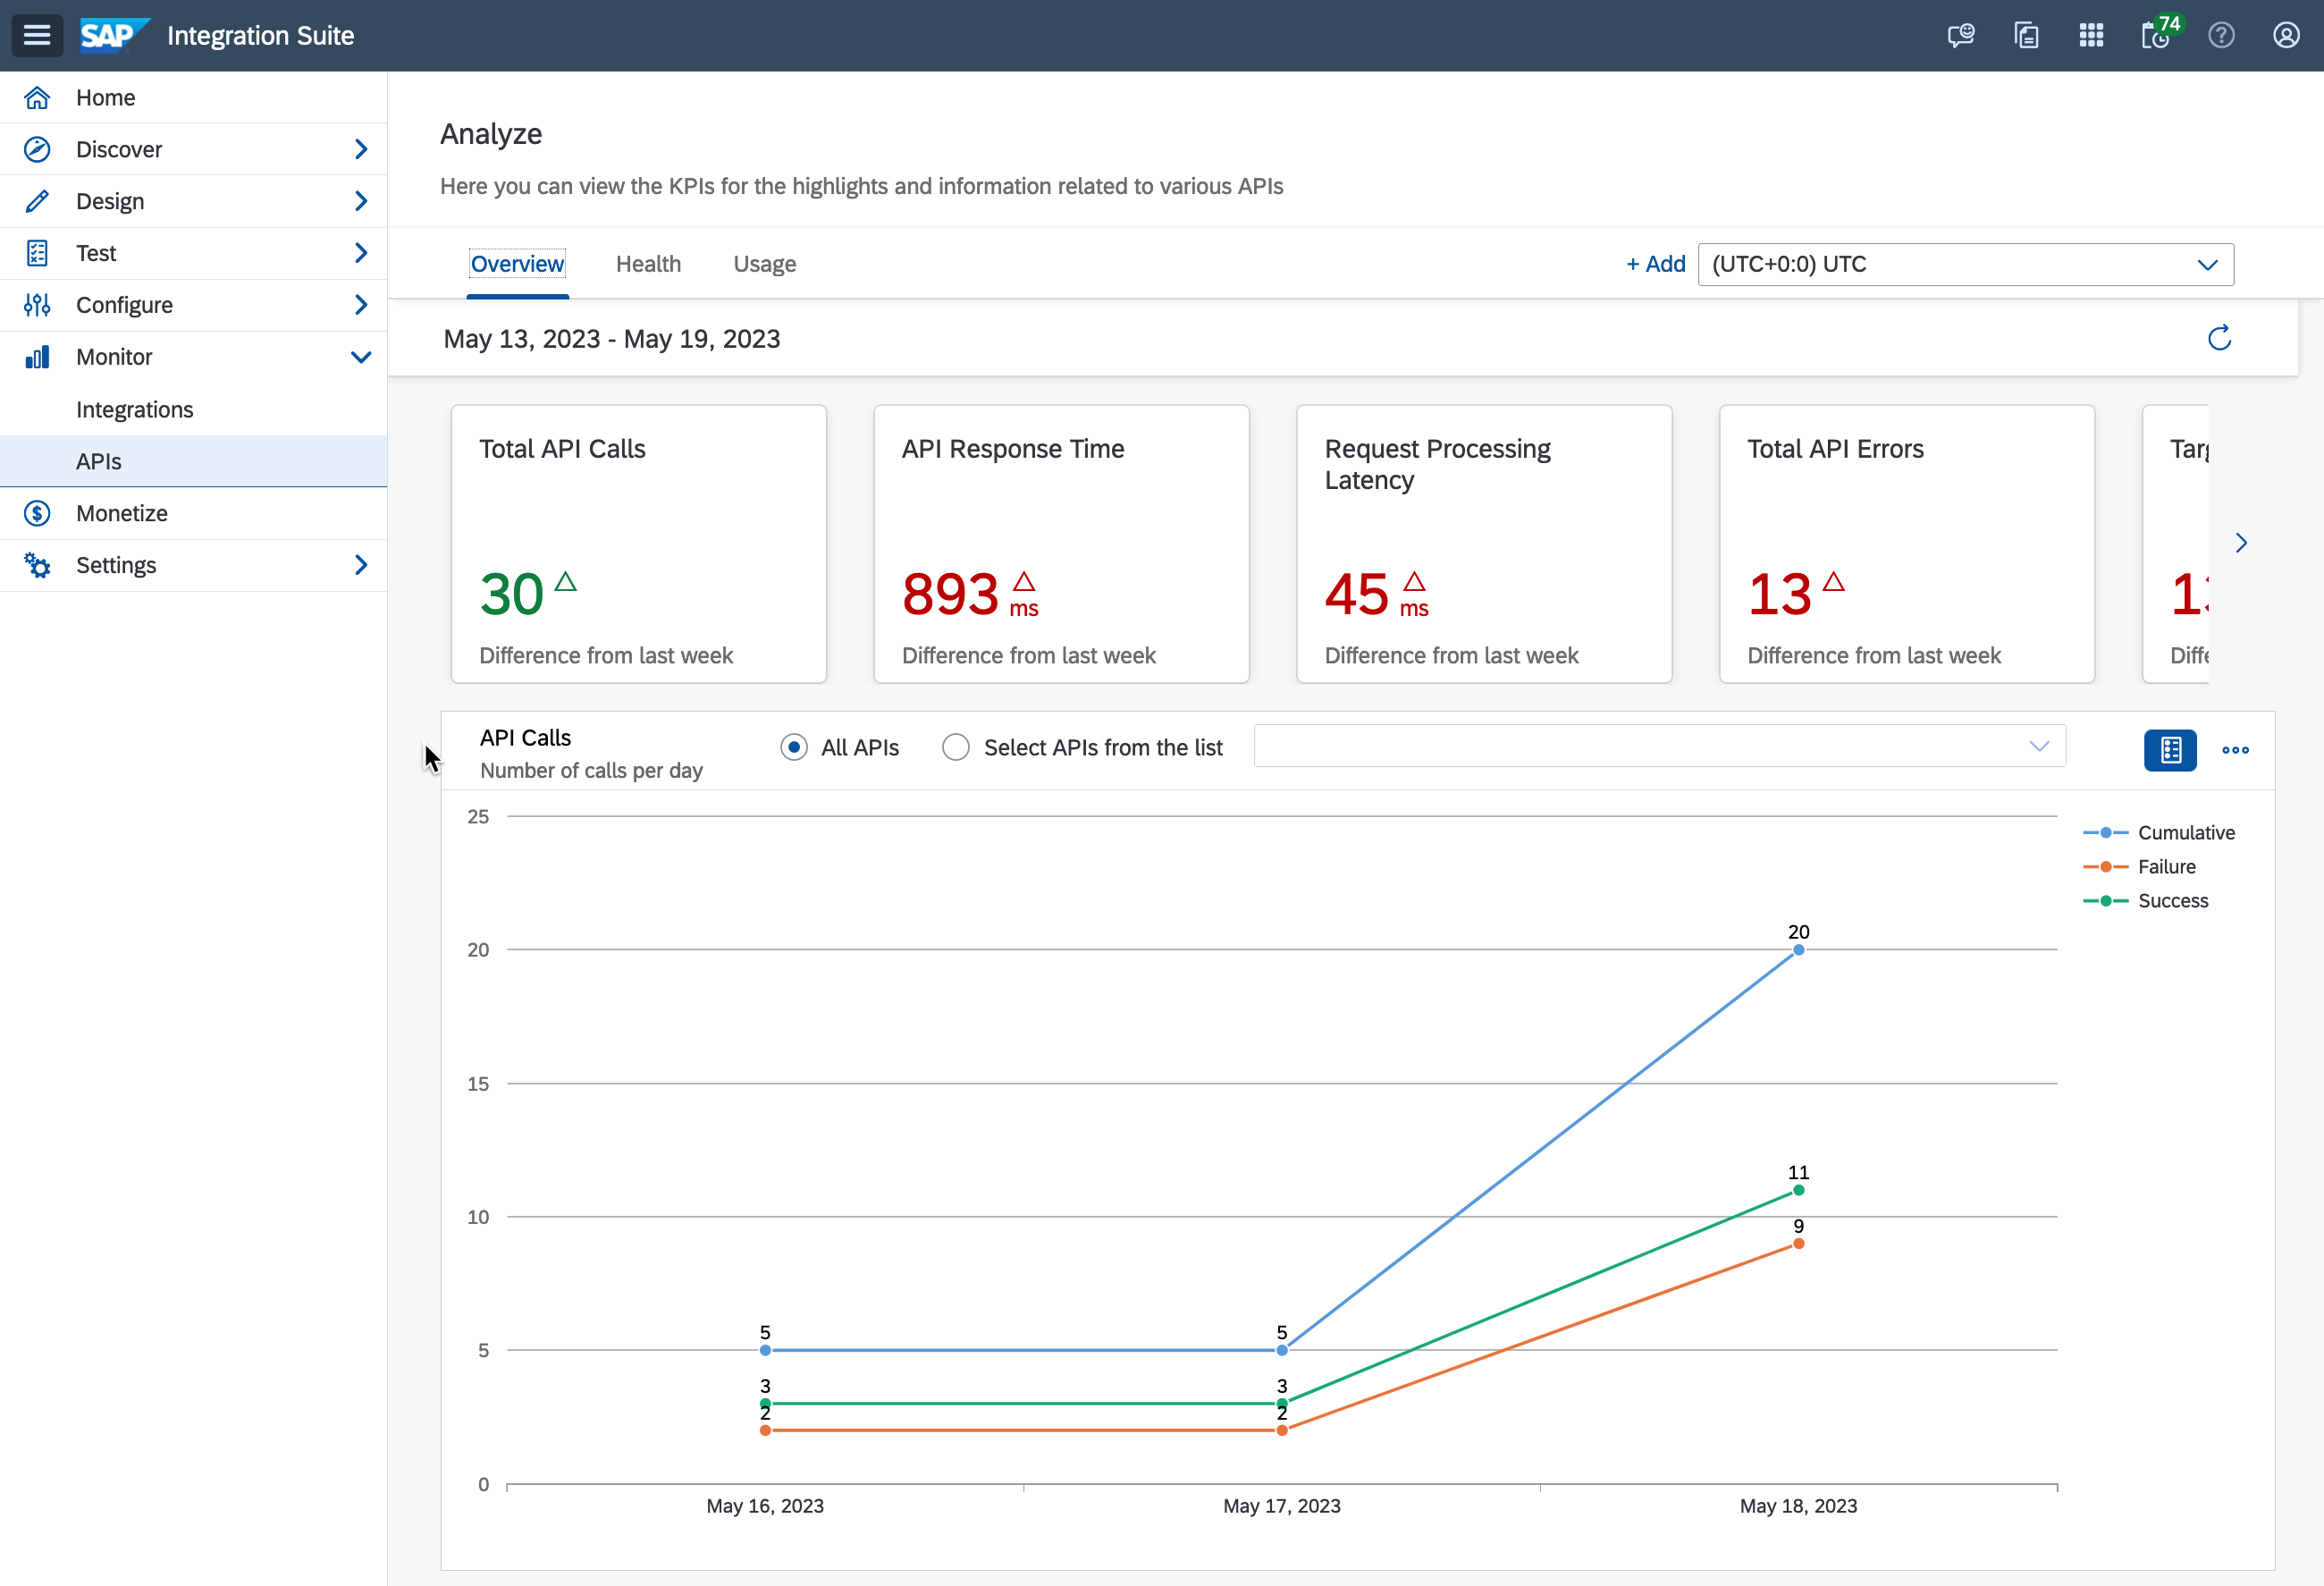 SAP Integration Suite
74
Home
Discover
Design
Test
Configure
Monitor
Integrations
APIs
Monetize
Settings
Analyze
Here you can view the KPIs for the highlights and information related to various APIs
Overview Health Usage + Add (UTC+0:0) UTC
May 13, 2023 - May 19, 2023
Total API Calls
30
Difference from last week
API Response Time
893 ms
Difference from last week
Request Processing
Latency
45 ms
Difference from last week
Total API Errors
13
Difference from last week
API Calls
Number of calls per day
All APIs Select APIs from the list
25
20
15
10
5
0
20
11
9
5
5
3
3
2
2
May 16, 2023 May 17, 2023 May 18, 2023
Cumulative
Failure
Success